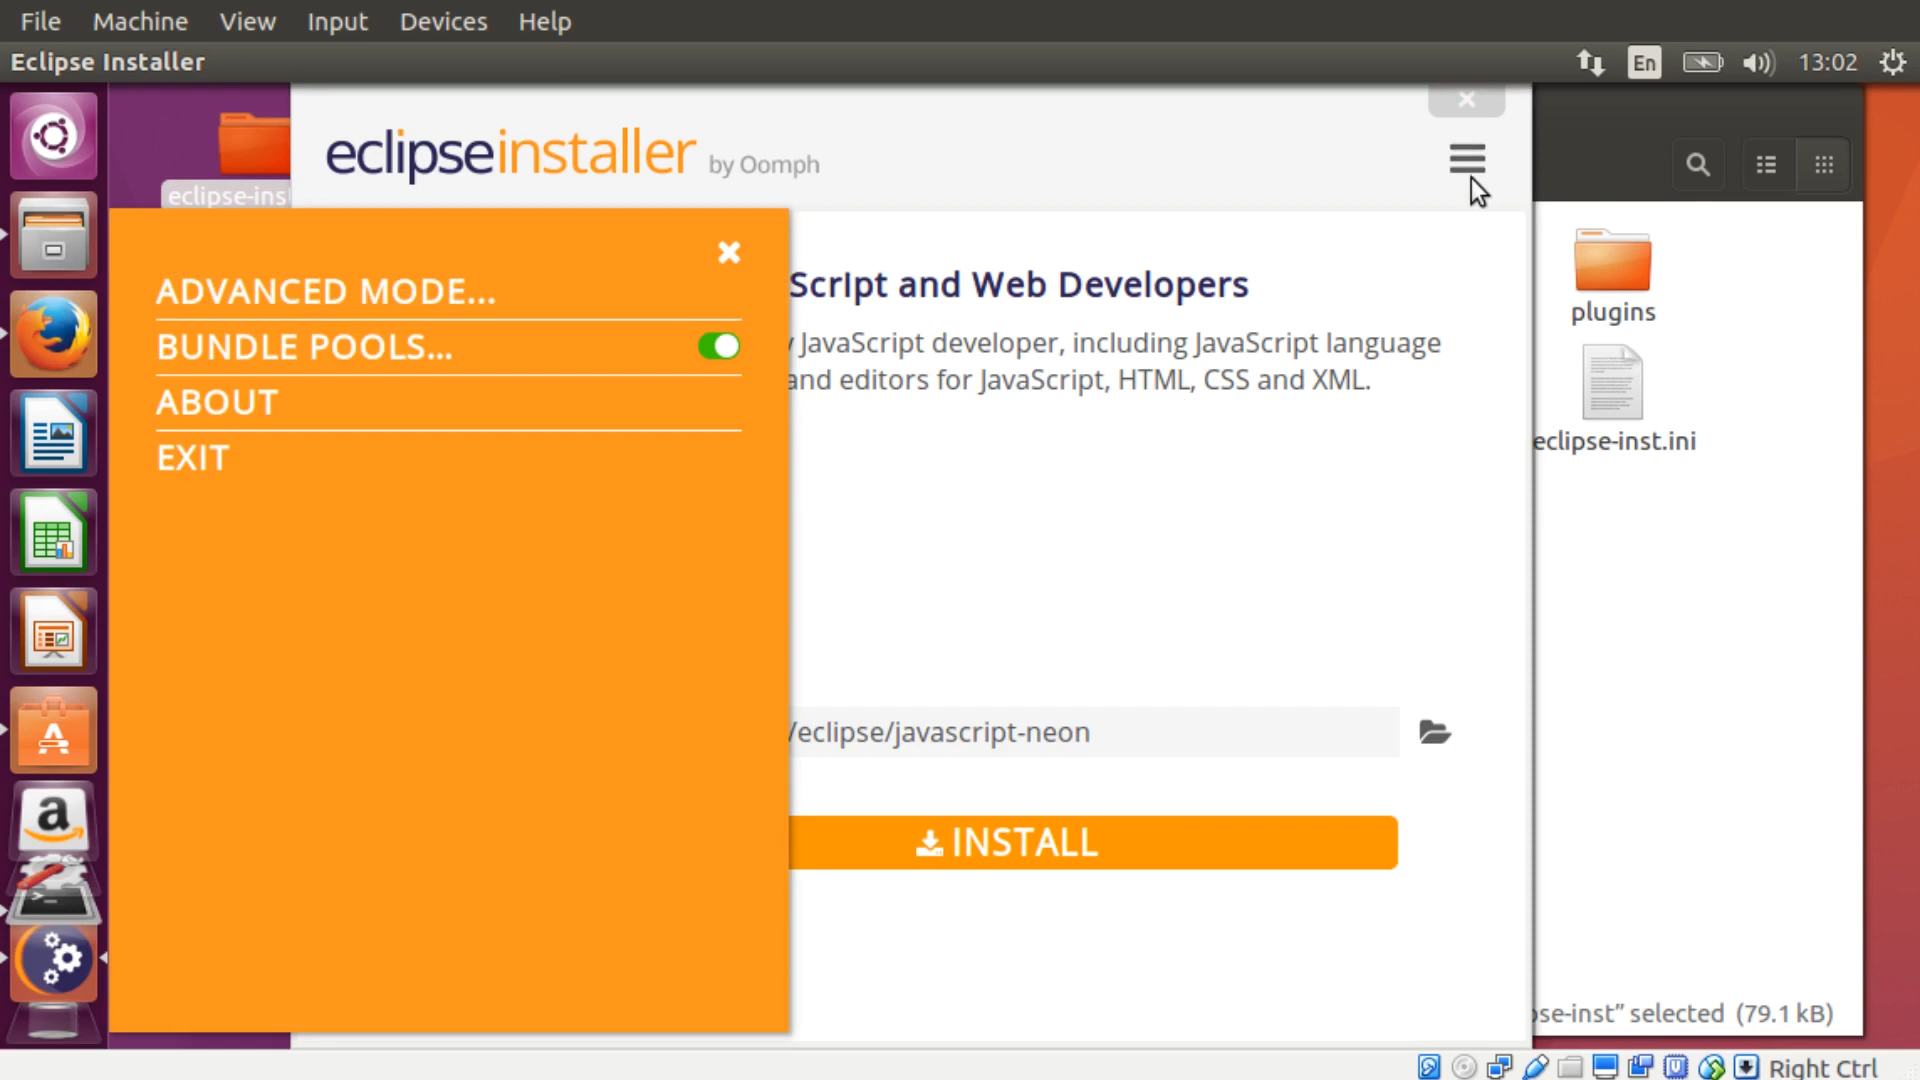 File Machine View Input Devices Help
Eclipse Installer
En
13:02
eclipse-inst
eclipseinstaller by Oomph
ADVANCED MODE...
BUNDLE POOLS...
ABOUT
EXIT
Script and Web Developers
JavaScript developer, including JavaScript language
and editors for JavaScript, HTML, CSS and XML.
/eclipse/javascript-neon
INSTALL
plugins
eclipse-inst.ini
pse-inst” selected (79.1 kB)
Right Ctrl